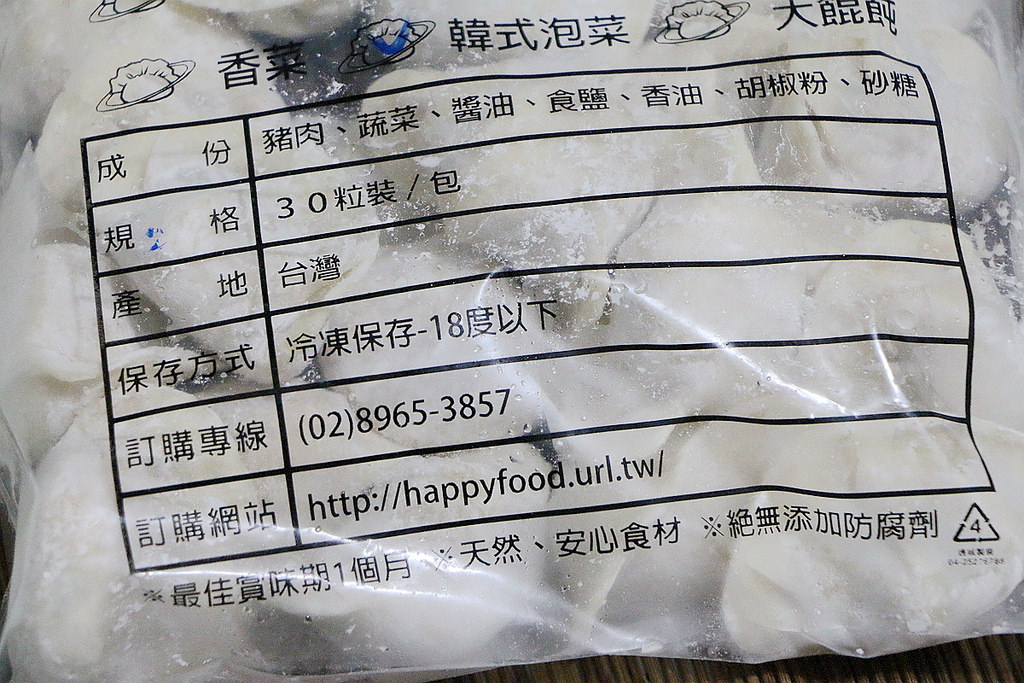 香菜 韓式泡菜 大餛飩
成份 豬肉、蔬菜、醬油、食鹽、香油、胡椒粉、砂糖
規格 30粒裝/包
產地 台灣
保存方式 冷凍保存-18度以下
訂購專線 (02)8965-3857
訂購網站 http://happyfood.url.tw/
※最佳賞味期1個月 ※天然、安心食材 ※絕無添加防腐劑
4